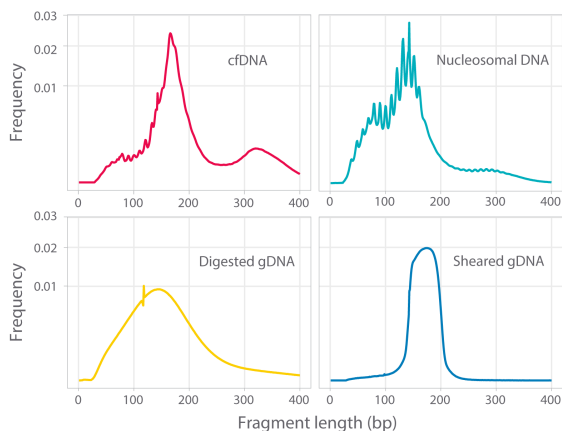 0.03
0.02
cfDNA
Nucleosomal DNA
0.01
Frequency
0 100 200 300 400
0 100 200 300 400
0.03
0.02
Digested gDNA
Sheared gDNA
0.01
Frequency
0 100 200 300 400
0 100 200 300 400
Fragment length (bp)